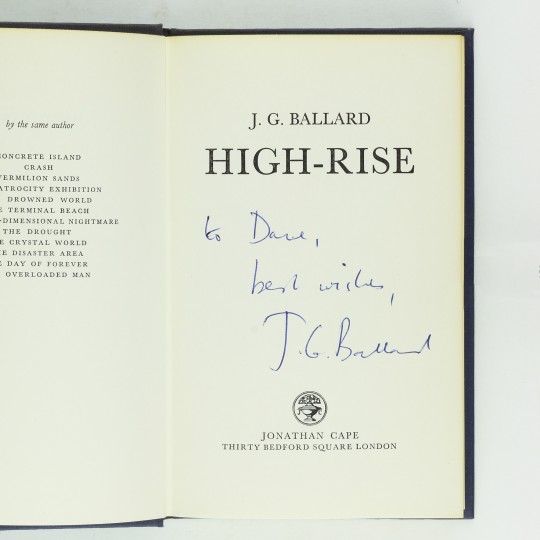 by the same author
CONCRETE ISLAND
CRASH
VERMILION SANDS
ATROCITY EXHIBITION
DROWNED WORLD
TERMINAL BEACH
-DIMENSIONAL NIGHTMARE
THE DROUGHT
CRYSTAL WORLD
DISASTER AREA
DAY OF FOREVER
OVERLOADED MAN
J. G. BALLARD
HIGH-RISE
to Dave,
best wishes,
J. G. Ballard
JONATHAN CAPE
THIRTY BEDFORD SQUARE LONDON